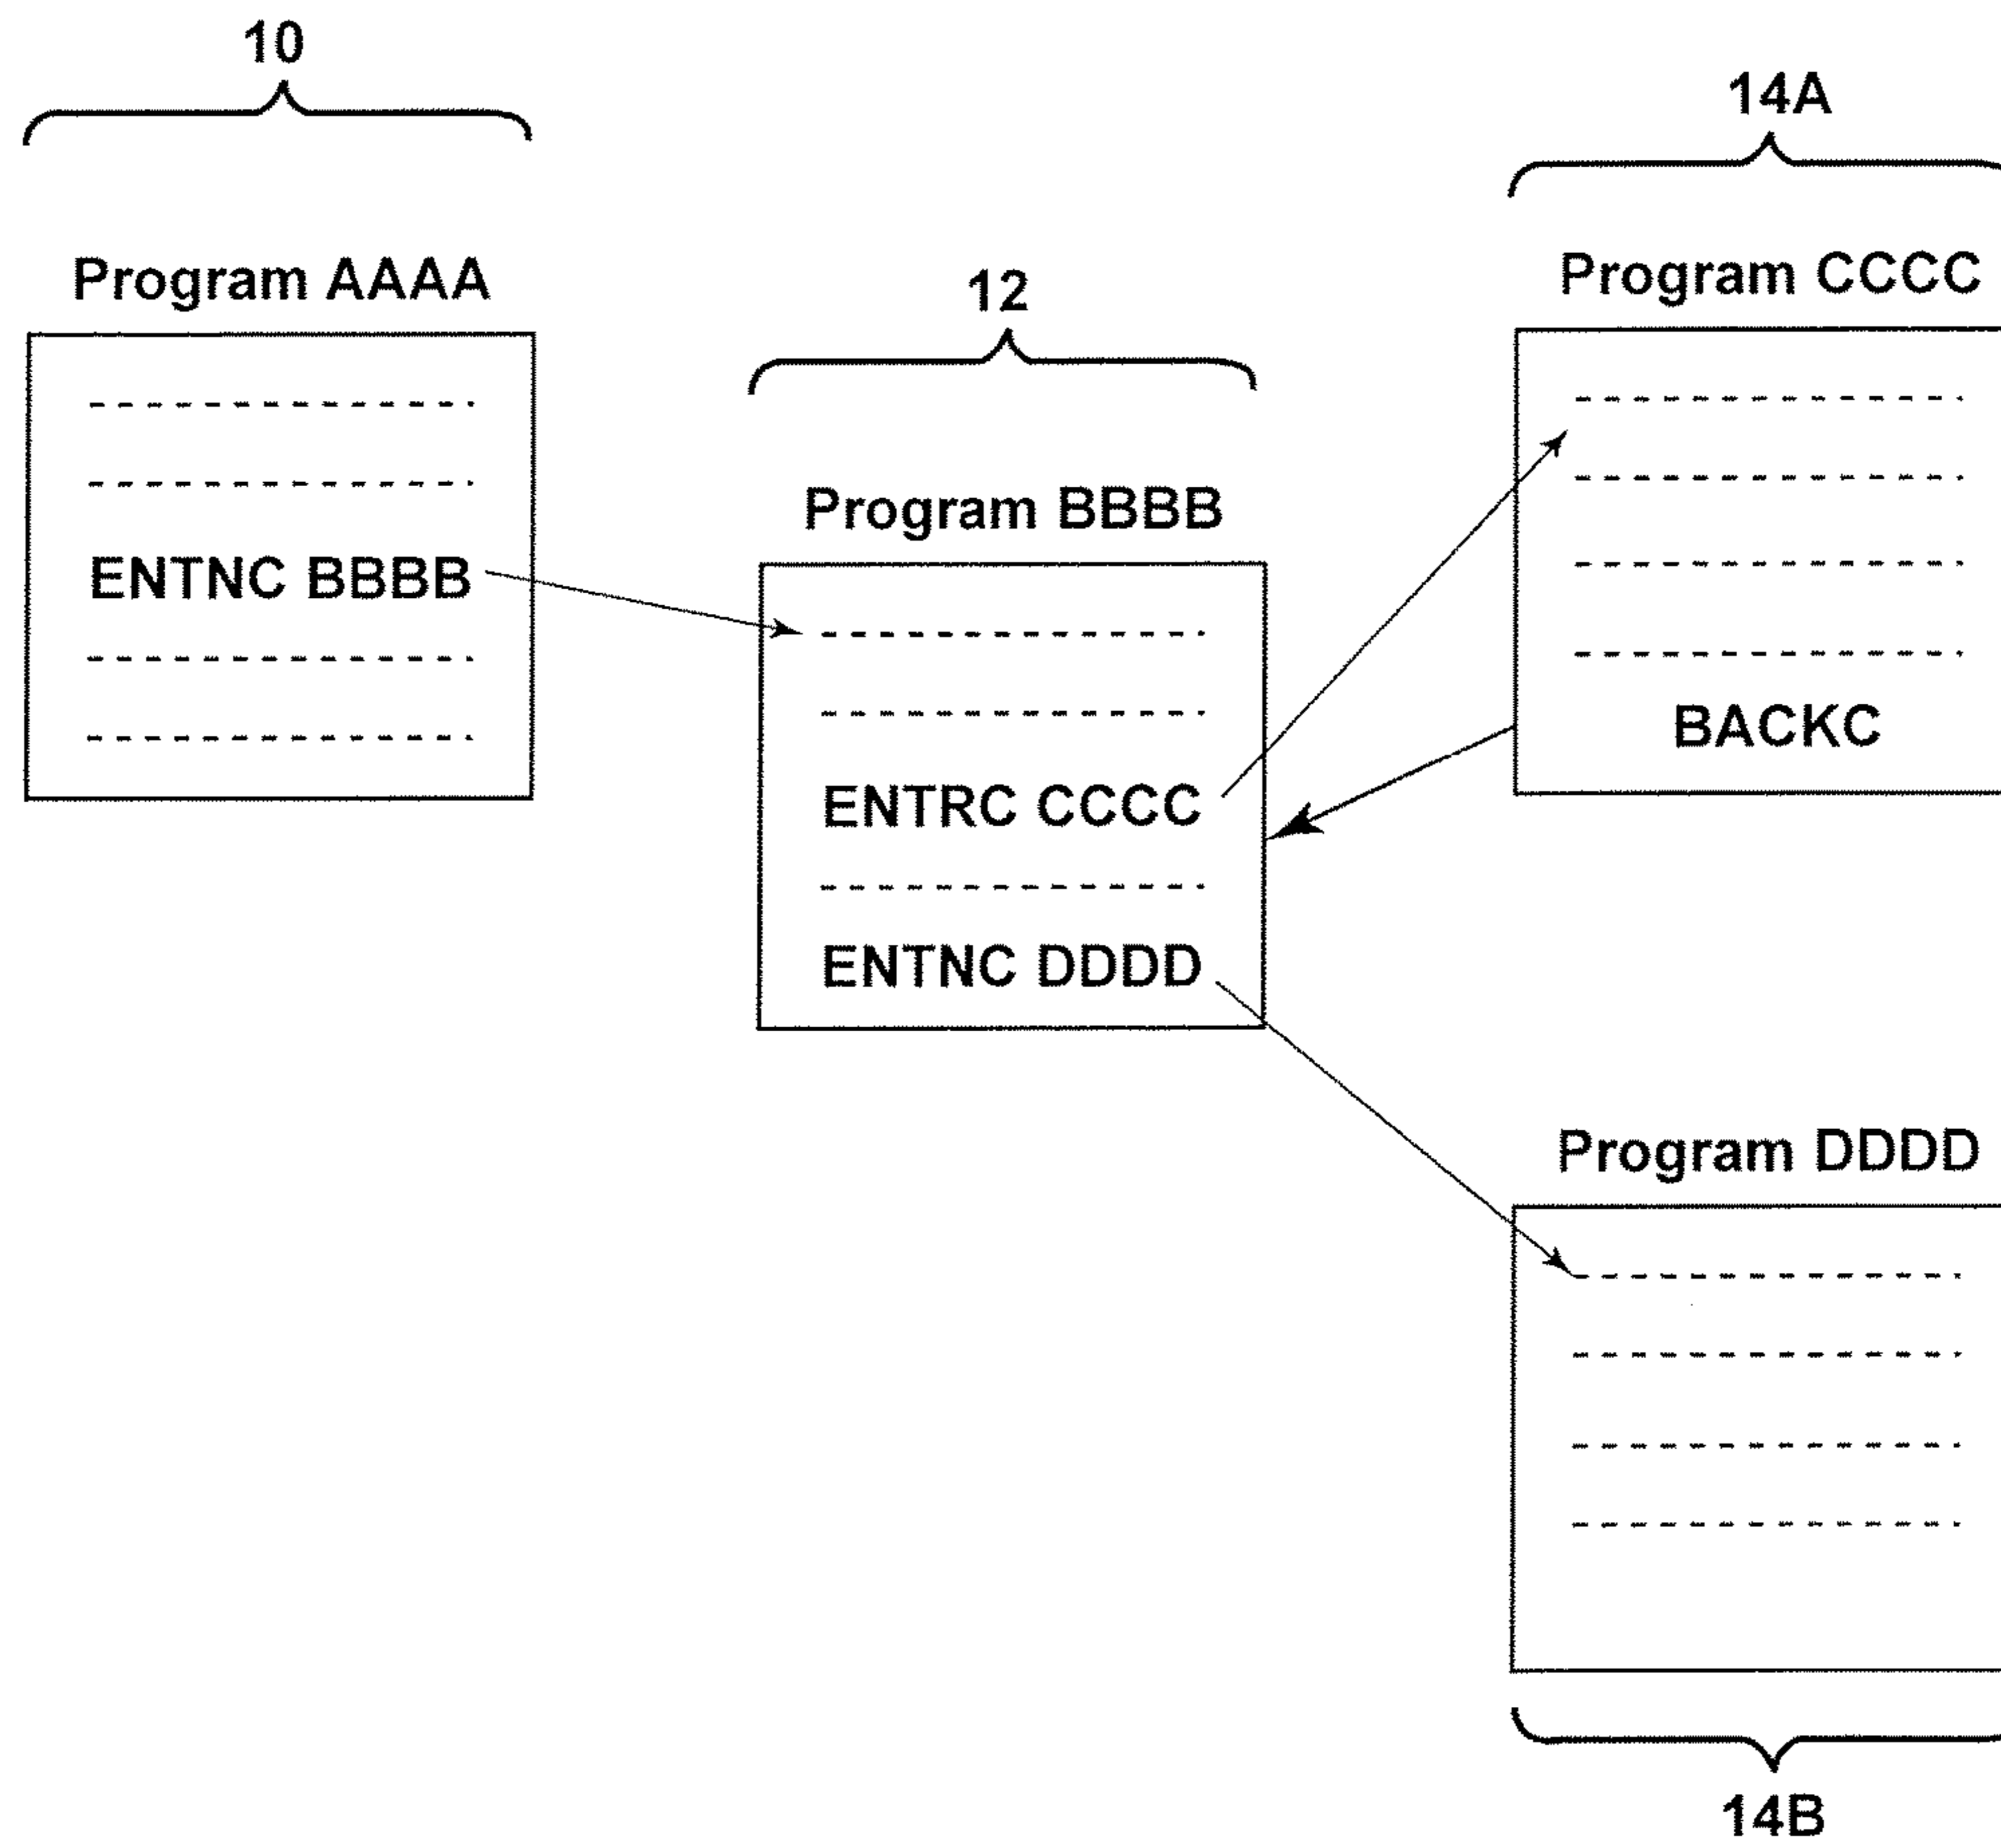 10
Program AAAA
ENTNC BBBB
12
Program BBBB
ENTRC CCCC
ENTNC DDDD
14A
Program CCCC
BACKC
Program DDDD
14B